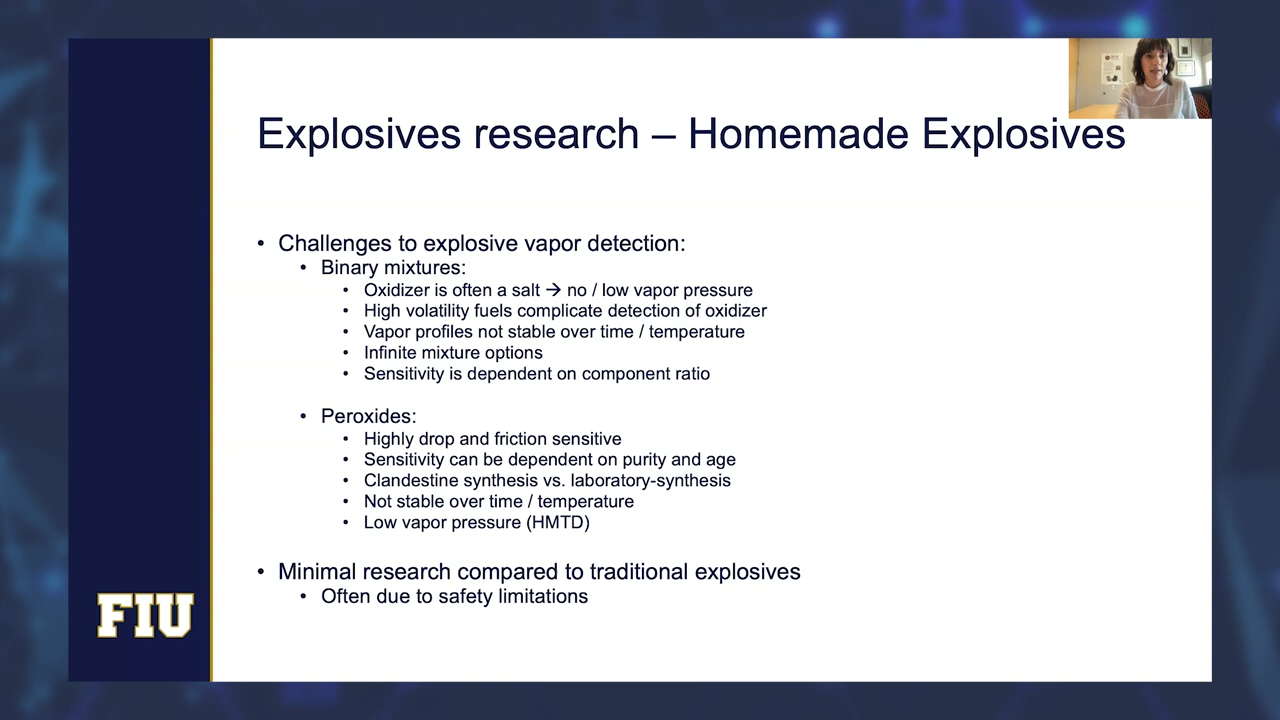 Explosives research – Homemade Explosives
• Challenges to explosive vapor detection:
• Binary mixtures:
• Oxidizer is often a salt → no / low vapor pressure
• High volatility fuels complicate detection of oxidizer
• Vapor profiles not stable over time / temperature
• Infinite mixture options
• Sensitivity is dependent on component ratio
• Peroxides:
• Highly drop and friction sensitive
• Sensitivity can be dependent on purity and age
• Clandestine synthesis vs. laboratory-synthesis
• Not stable over time / temperature
• Low vapor pressure (HMTD)
• Minimal research compared to traditional explosives
• Often due to safety limitations
FIU